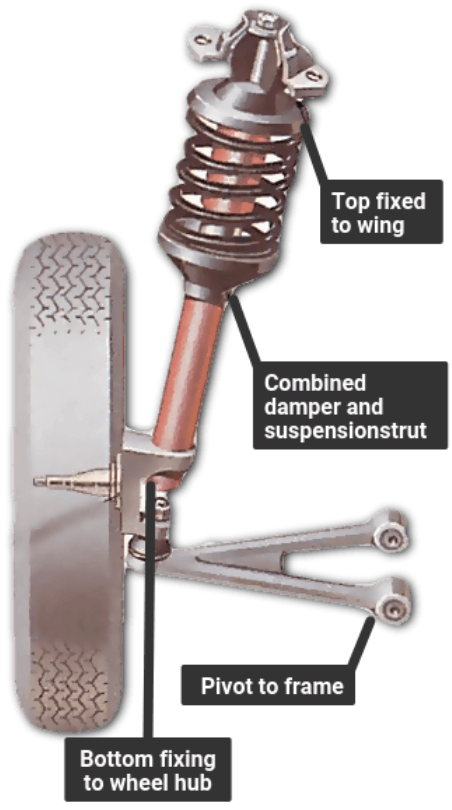 Top fixed
to wing
Combined
damper and
suspensionstrut
Pivot to frame
Bottom fixing
to wheel hub